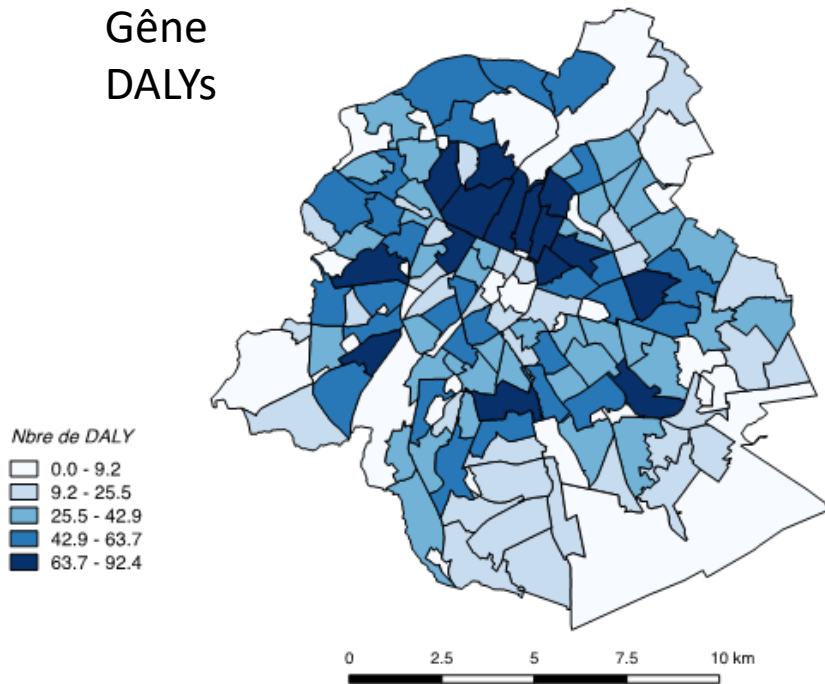 Gêne
DALYs
Nbre de DALY
0.0 - 9.2
9.2 - 25.5
25.5 - 42.9
42.9 - 63.7
63.7 - 92.4
0 2.5 5 7.5 10 km